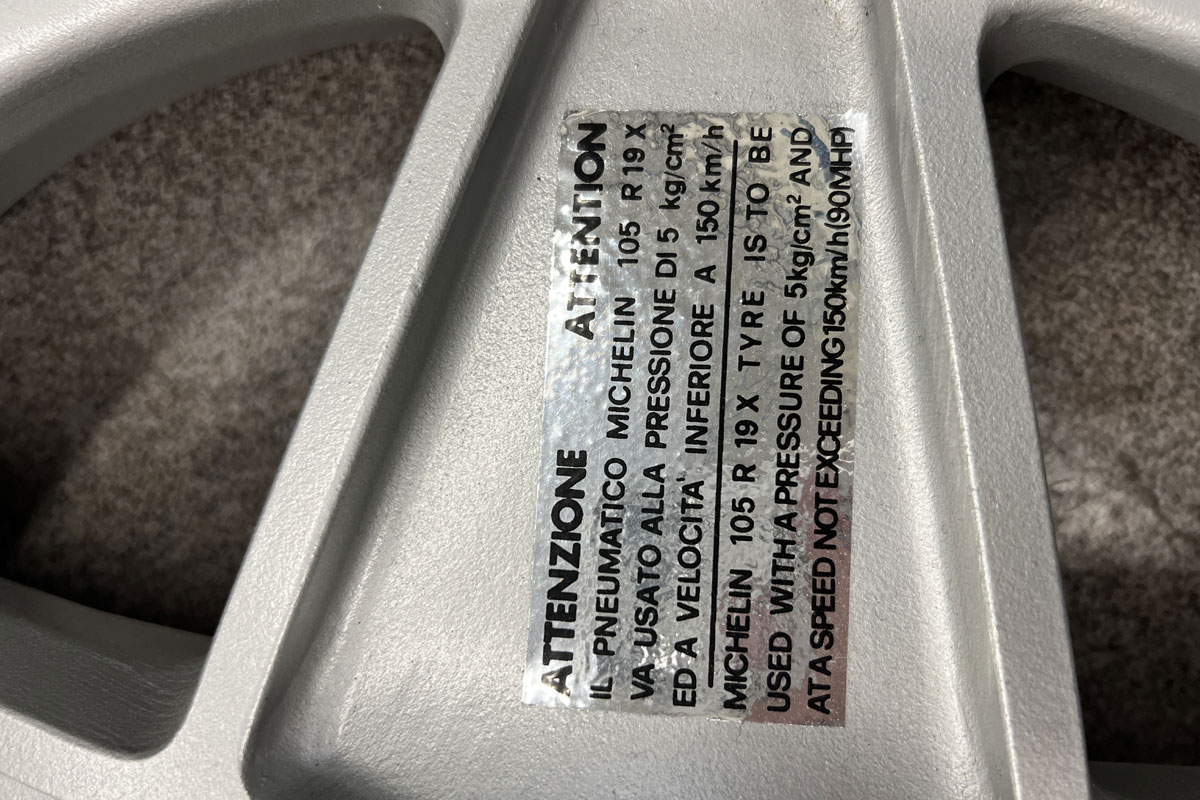 ATTENZIONE ATTENTION
IL PNEUMATICO MICHELIN 105 R 19 X
VA USATO ALLA PRESSIONE DI 5 kg/cm²
ED A VELOCITA' INFERIORE A 150 km/h
MICHELIN 105 R 19 X TYRE IS TO BE
USED WITH A PRESSURE OF 5kg/cm² AND
AT A SPEED NOT EXCEEDING 150km/h (90MHP)